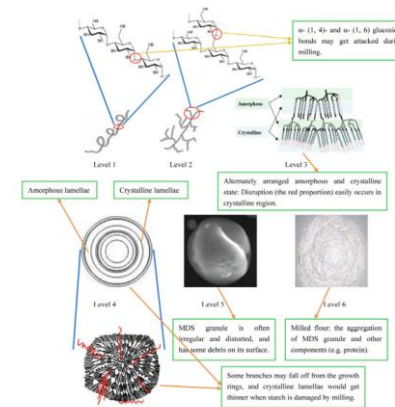 α- (1, 4)- and α- (1, 6) glucosidic
bonds may get attacked during
milling.
Amorphous
Crystalline
Level 1
Level 2
Level 3
Alternately arranged amorphous and crystalline
state: Disruption (the red proportion) easily occurs in
crystalline region.
Amorphous lamellae
Crystalline lamellae
Level 4
Level 5
Level 6
MDS granule is often
irregular and distorted, and
has some debris on its surface.
Milled flour: the aggregation
of MDS granule and other
components (e.g. protein).
Some branches may fall off from the growth
rings, and crystalline lamellae would get
thinner when starch is damaged by milling.